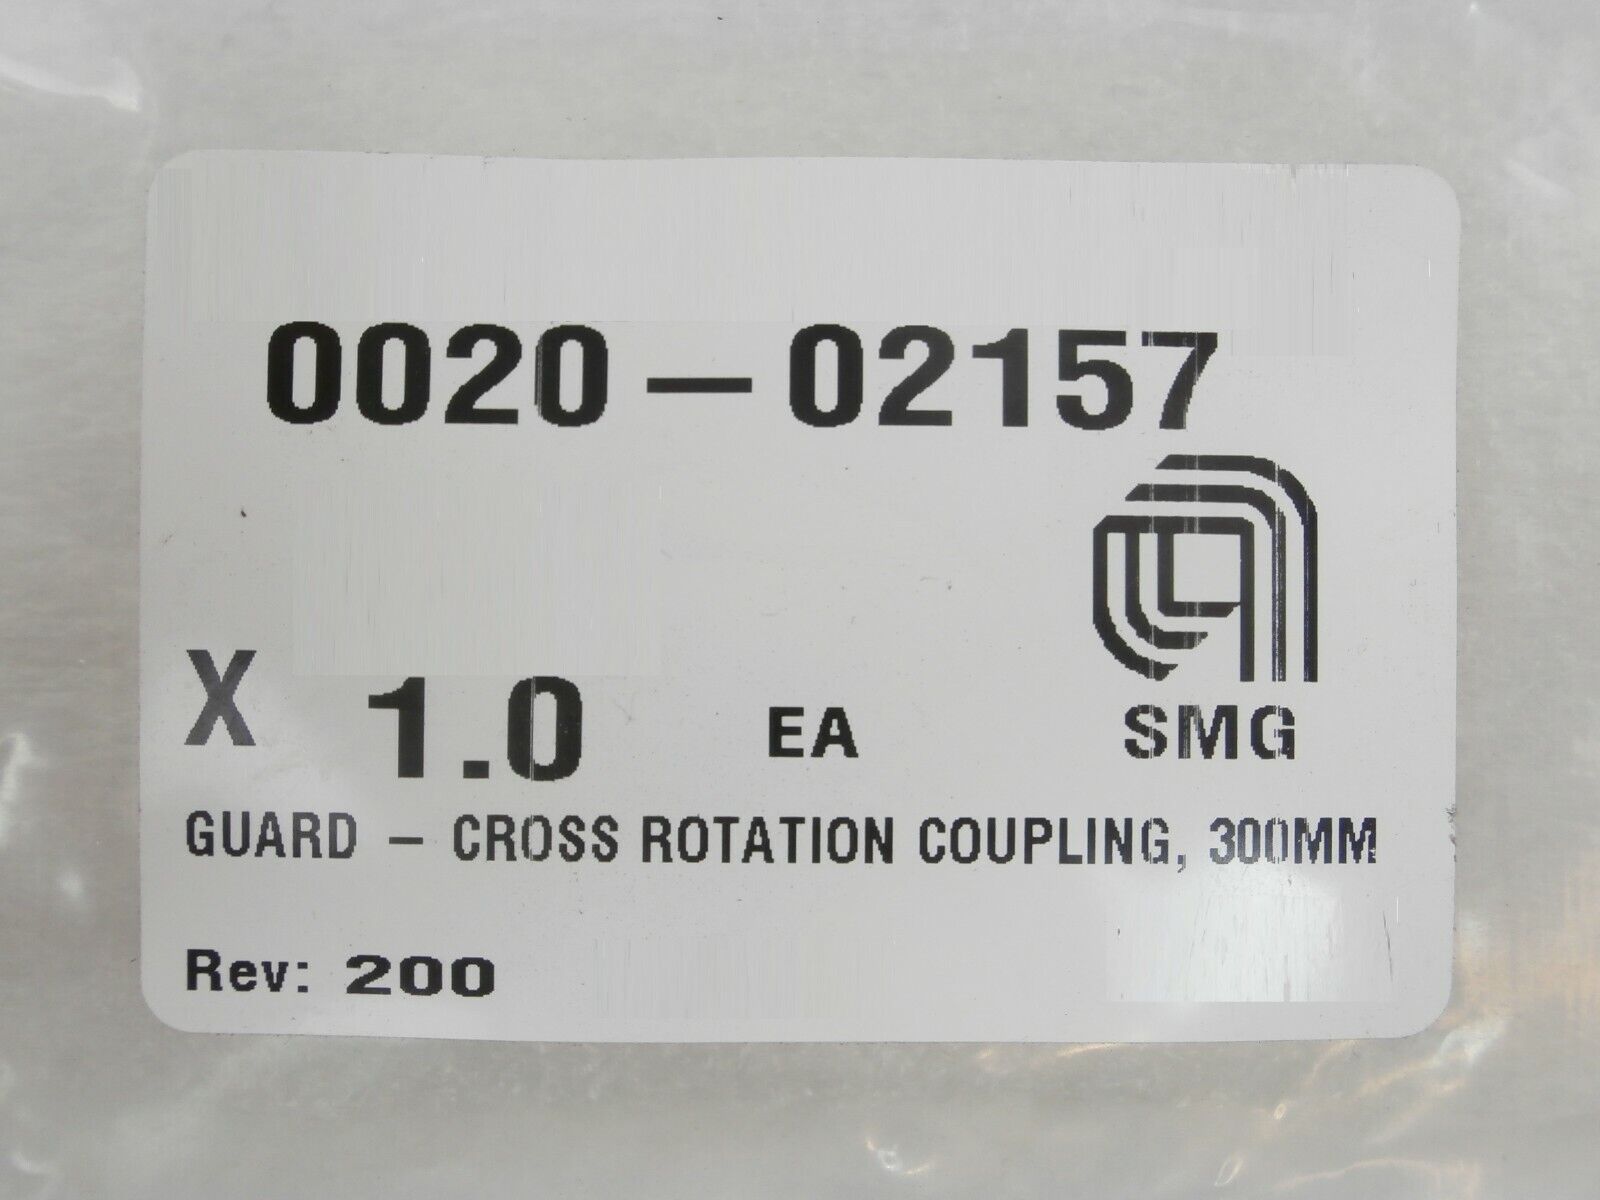 0020-02157
X 1.0 EA SMG
GUARD - CROSS ROTATION COUPLING, 300MM
Rev: 200